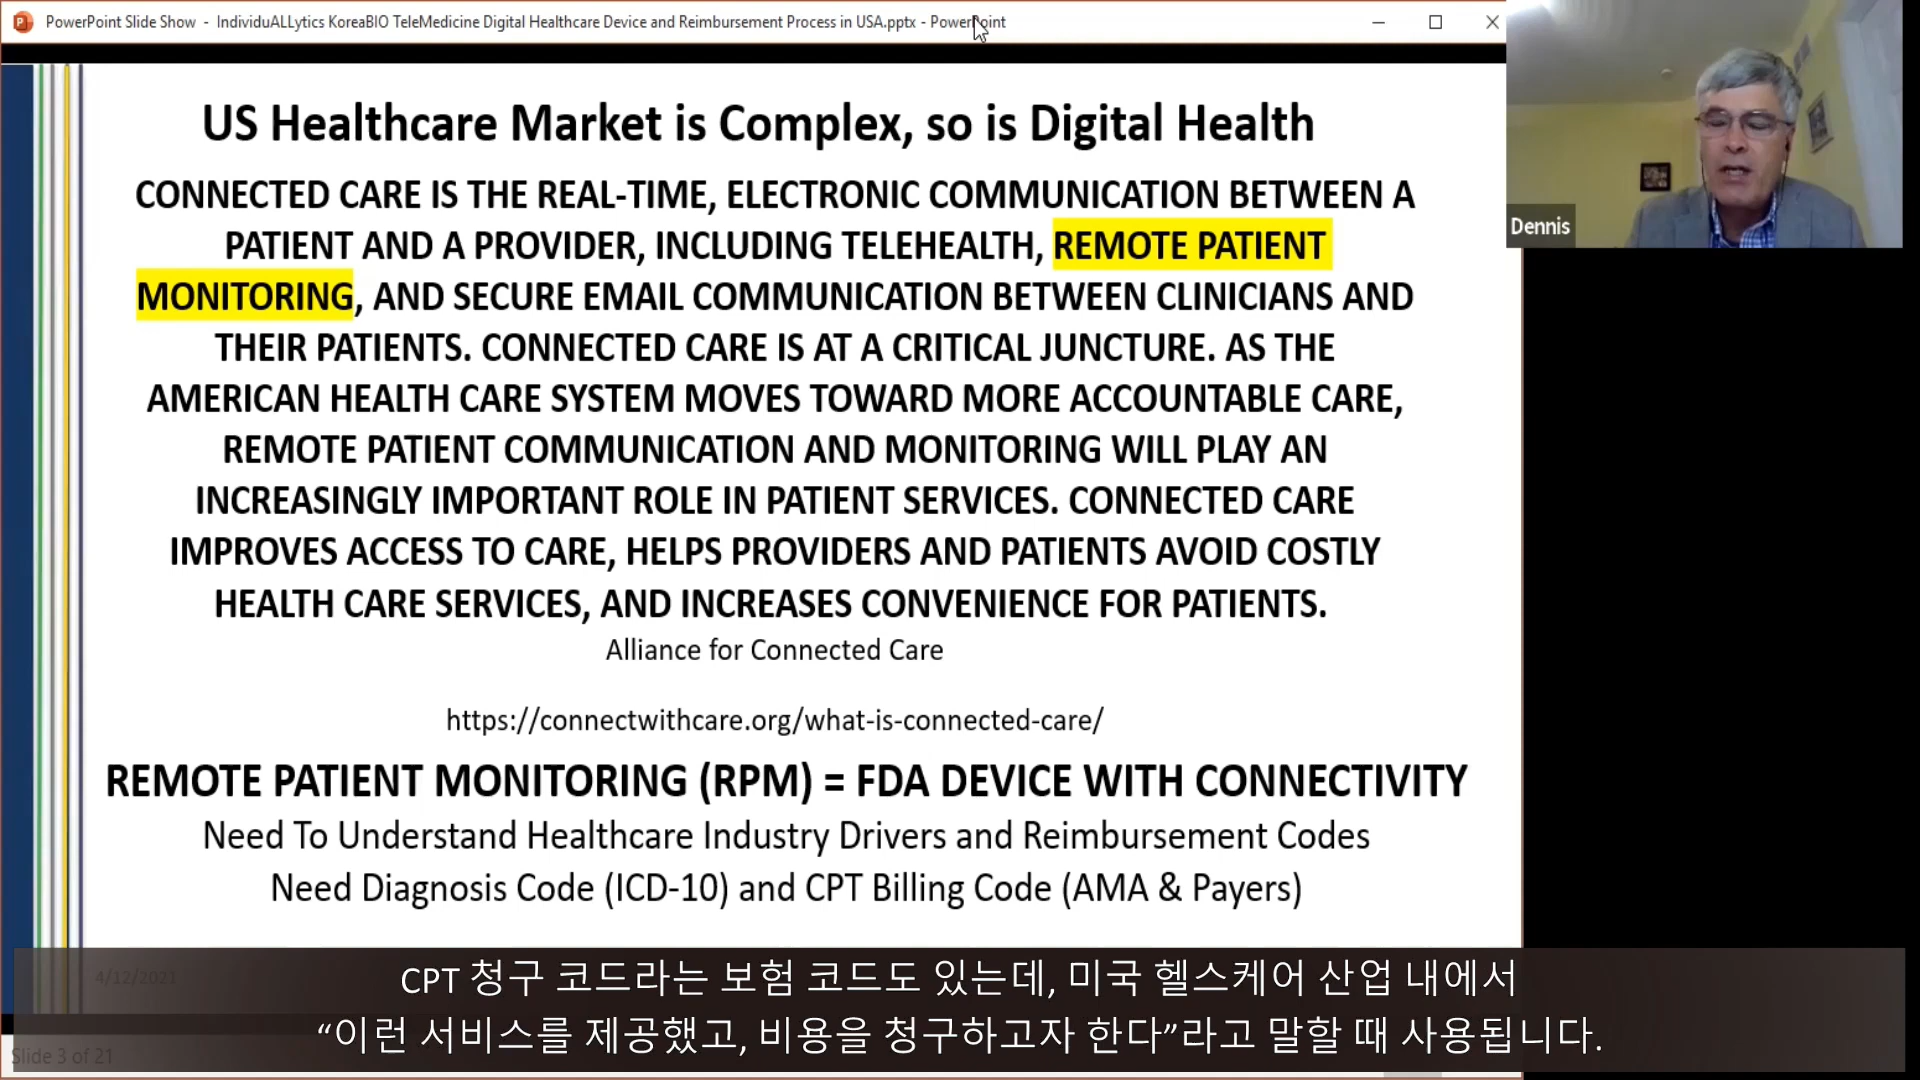 PowerPoint Slide Show - IndividuALLytics KoreaBIO TeleMedicine Digital Healthcare Device and Reimbursement Process in USA.pptx - PowerPoint
US Healthcare Market is Complex, so is Digital Health
CONNECTED CARE IS THE REAL-TIME, ELECTRONIC COMMUNICATION BETWEEN A
PATIENT AND A PROVIDER, INCLUDING TELEHEALTH, REMOTE PATIENT
MONITORING, AND SECURE EMAIL COMMUNICATION BETWEEN CLINICIANS AND
THEIR PATIENTS. CONNECTED CARE IS AT A CRITICAL JUNCTURE. AS THE
AMERICAN HEALTH CARE SYSTEM MOVES TOWARD MORE ACCOUNTABLE CARE,
REMOTE PATIENT COMMUNICATION AND MONITORING WILL PLAY AN
INCREASINGLY IMPORTANT ROLE IN PATIENT SERVICES. CONNECTED CARE
IMPROVES ACCESS TO CARE, HELPS PROVIDERS AND PATIENTS AVOID COSTLY
HEALTH CARE SERVICES, AND INCREASES CONVENIENCE FOR PATIENTS.
Alliance for Connected Care
https://connectwithcare.org/what-is-connected-care/
REMOTE PATIENT MONITORING (RPM) = FDA DEVICE WITH CONNECTIVITY
Need To Understand Healthcare Industry Drivers and Reimbursement Codes
Need Diagnosis Code (ICD-10) and CPT Billing Code (AMA & Payers)
4/12/2021
Slide 3 of 21
Dennis
CPT 청구 코드라는 보험 코드도 있는데, 미국 헬스케어 산업 내에서
“이런 서비스를 제공했고, 비용을 청구하고자 한다”라고 말할 때 사용됩니다.